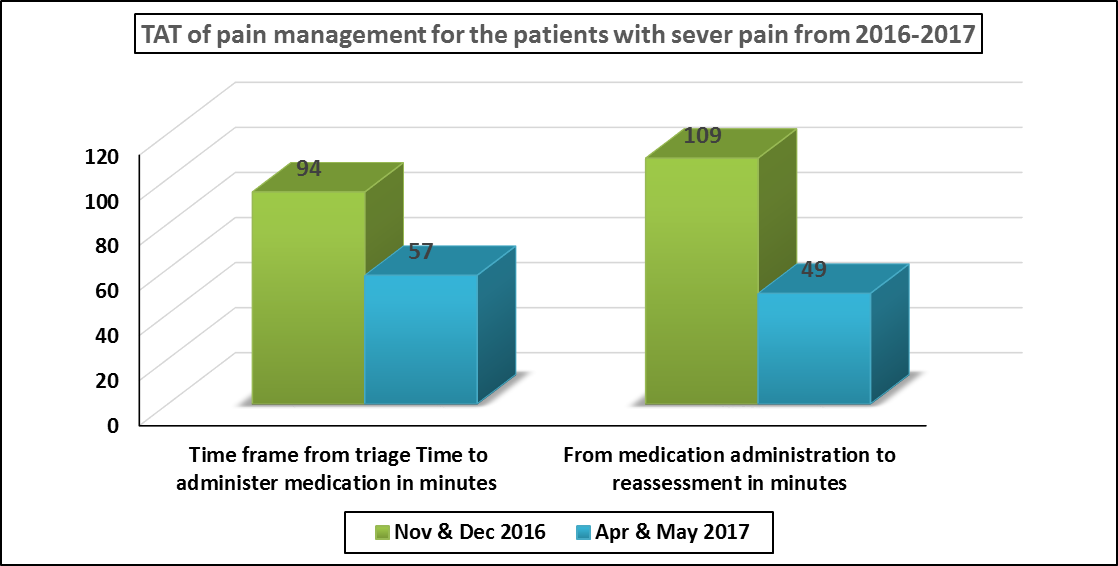 TAT of pain management for the patients with sever pain from 2016-2017
120
100
80
60
40
20
0
94
57
109
49
Time frame from triage Time to
administer medication in minutes
From medication administration to
reassessment in minutes
Nov & Dec 2016
Apr & May 2017